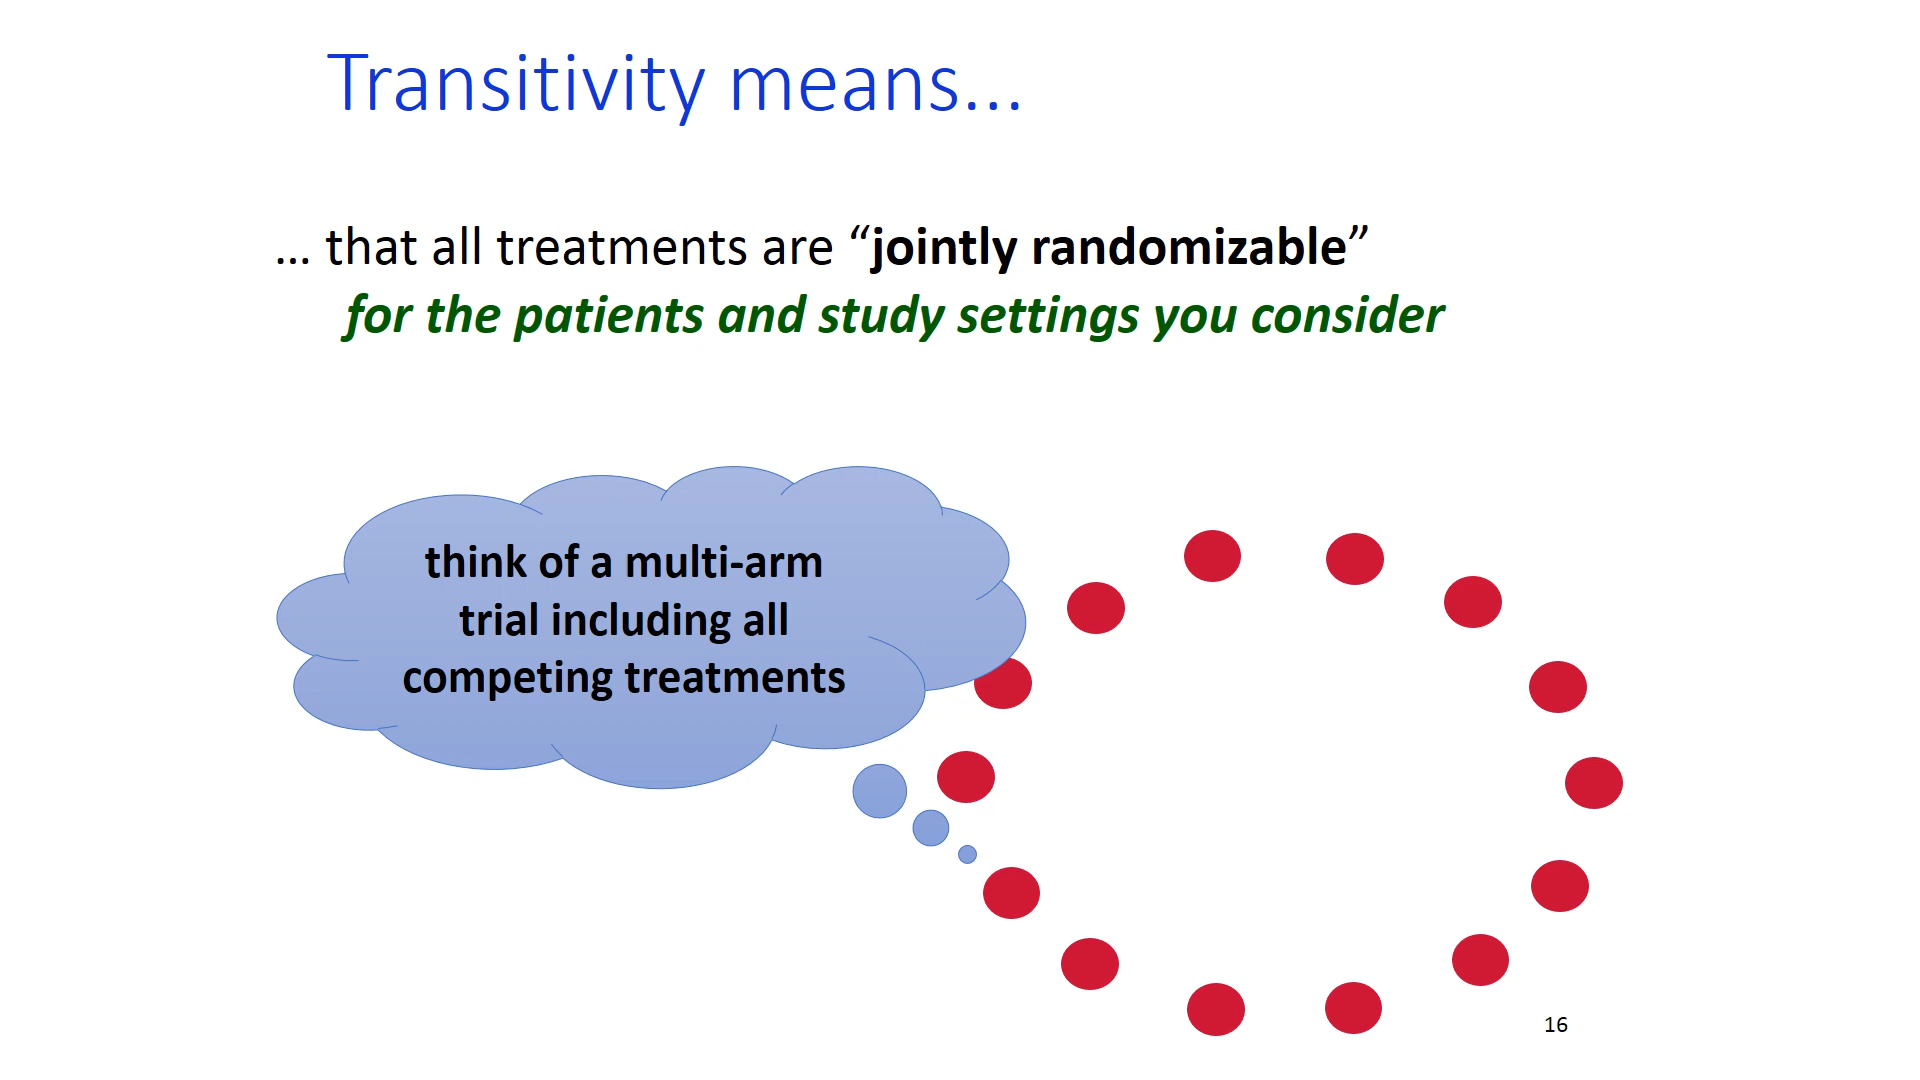 Transitivity means...
... that all treatments are “jointly randomizable”
for the patients and study settings you consider
think of a multi-arm
trial including all
competing treatments
16